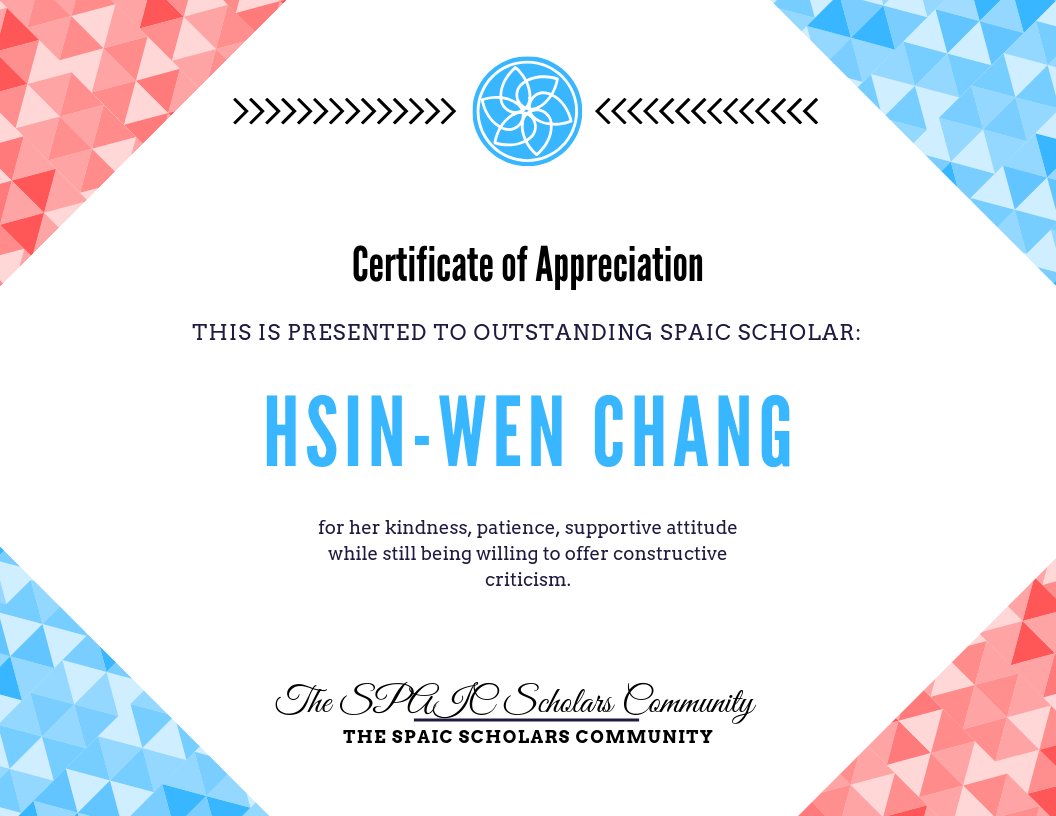 Certificate of Appreciation
THIS IS PRESENTED TO OUTSTANDING SPAIC SCHOLAR:
HSIN-WEN CHANG
for her kindness, patience, supportive attitude
while still being willing to offer constructive
criticism.
The SPAIC Scholars Community
THE SPAIC SCHOLARS COMMUNITY